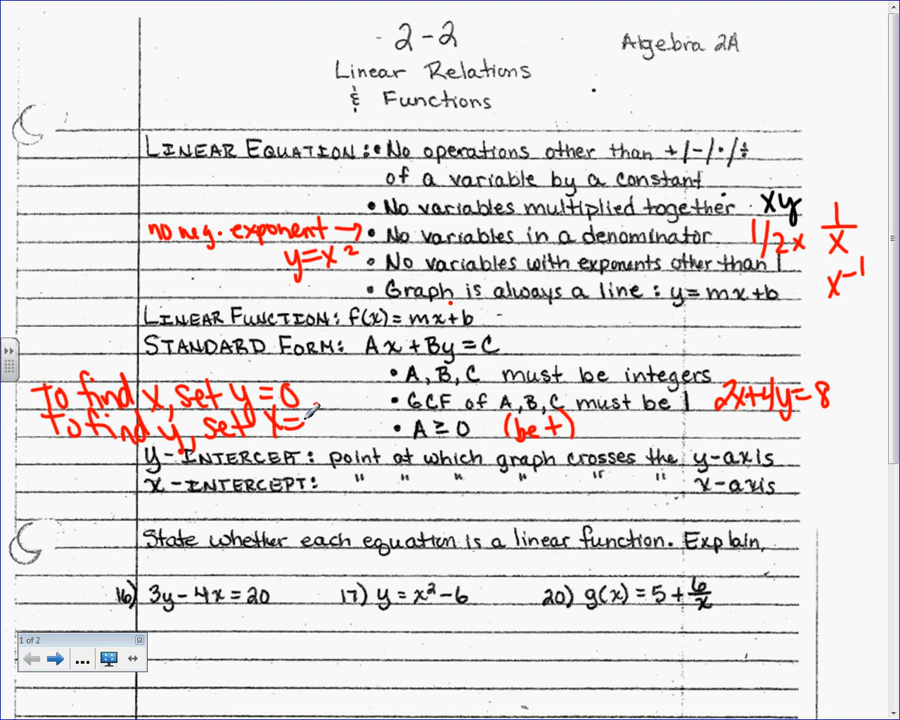 2-2
Algebra 2A
Linear Relations
& Functions
LINEAR EQUATION: • No operations other than +/-/•/÷
of a variable by a constant
• No variables multiplied together xy
no neg. exponent → • No variables in a denominator 1/2x 1/x
y=x² • No variables with exponents other than 1 x⁻¹
• Graph is always a line: y=mx+b
LINEAR FUNCTION: f(x)=mx+b
STANDARD FORM: Ax+By=C
• A, B, C must be integers
To find x, set y=0 • GCF of A, B, C must be 1 2x+4y=8
To find y, set x= • A≥0 (be +)
y-INTERCEPT: point at which graph crosses the y-axis
x-INTERCEPT: " " " " " " x-axis
State whether each equation is a linear function. Explain.
16) 3y-4x=20 17) y=x²-6 20) g(x)=5+6/x
1 of 2